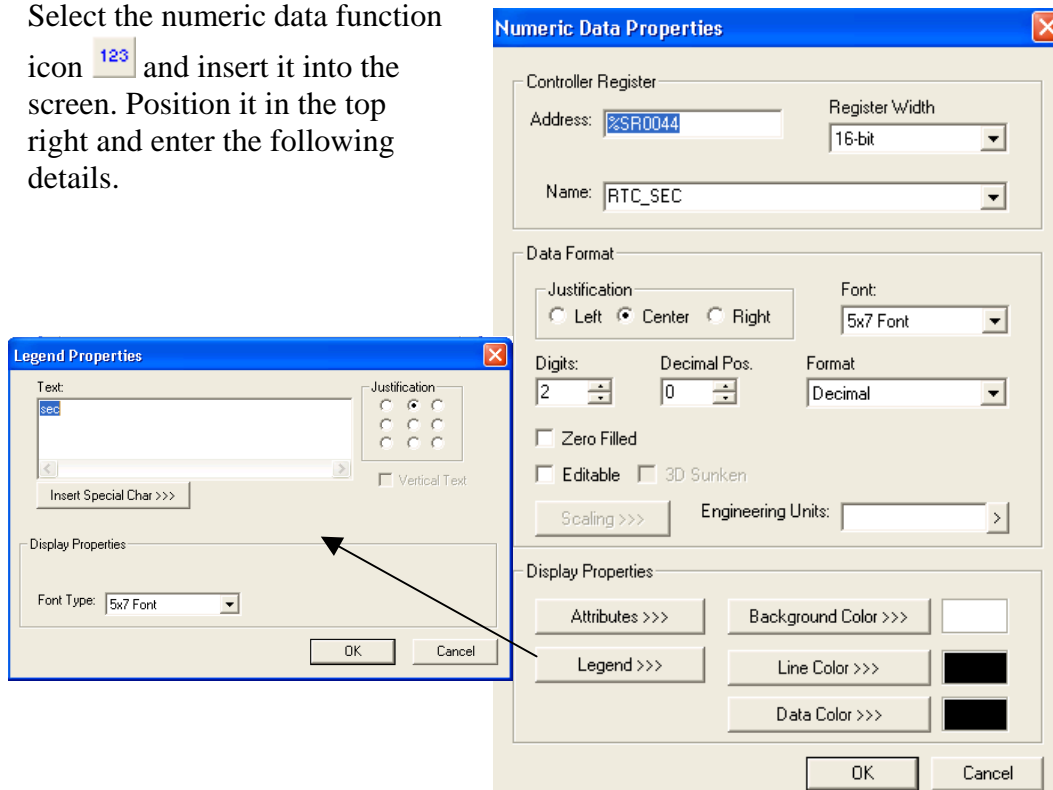 Select the numeric data function
icon 123 and insert it into the
screen. Position it in the top
right and enter the following
details.
Numeric Data Properties
Controller Register
Address: %SR0044
Register Width
16-bit
Name: RTC_SEC
Data Format
Justification
Left Center Right
Font:
5x7 Font
Digits: Decimal Pos. Format
2 0 Decimal
Zero Filled
Editable 3D Sunken
Scaling >>> Engineering Units: >
Display Properties
Attributes >>> Background Color >>>
Legend >>> Line Color >>>
Data Color >>>
OK Cancel
Legend Properties
Text:
sec
Justification
Vertical Text
Insert Special Char >>>
Display Properties
Font Type: 5x7 Font
OK Cancel